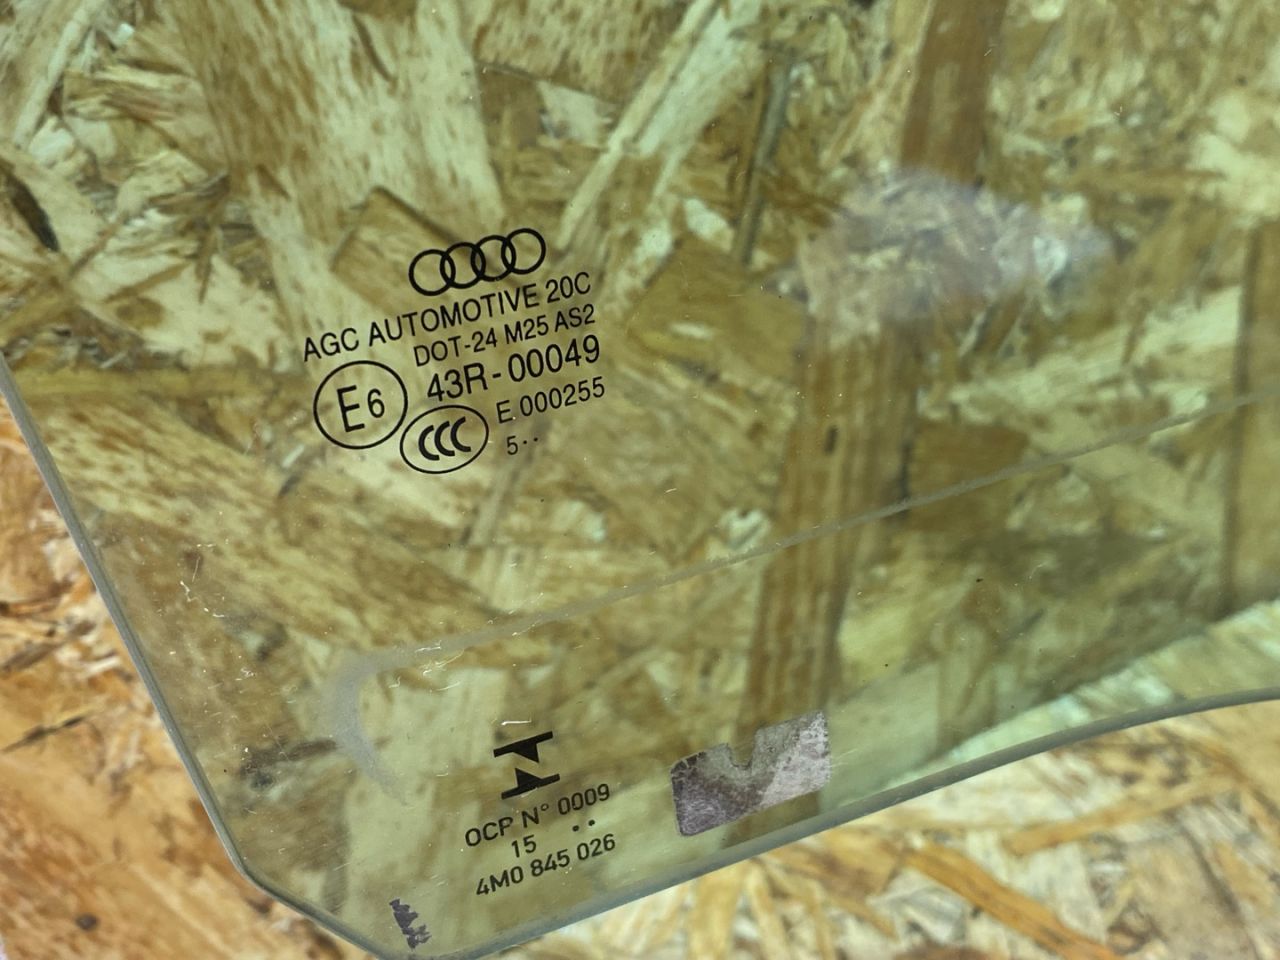 AGC AUTOMOTIVE 20C
DOT-24 M25 AS2
E6 43R-00049
CCC E 000255
5··
OCP N° 0009
15 ··
4M0 845 026